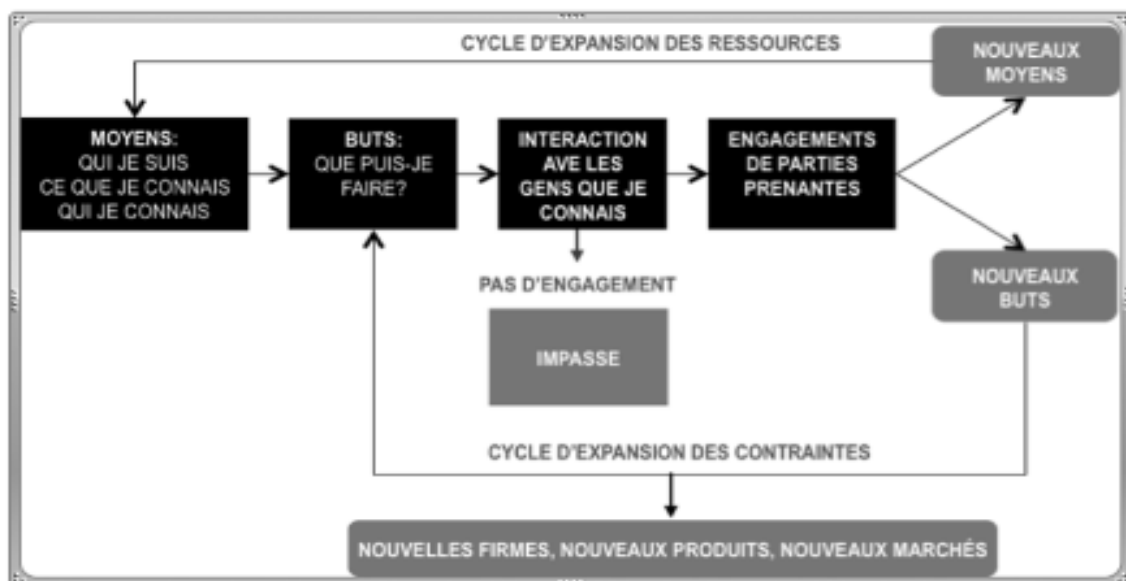 CYCLE D'EXPANSION DES RESSOURCES
NOUVEAUX
MOYENS
MOYENS:
QUI JE SUIS
CE QUE JE CONNAIS
QUI JE CONNAIS
BUTS:
QUE PUIS-JE
FAIRE?
INTERACTION
AVE LES
GENS QUE JE
CONNAIS
ENGAGEMENTS
DE PARTIES
PRENANTES
PAS D'ENGAGEMENT
NOUVEAUX
BUTS
IMPASSE
CYCLE D'EXPANSION DES CONTRAINTES
NOUVELLES FIRMES, NOUVEAUX PRODUITS, NOUVEAUX MARCHÉS